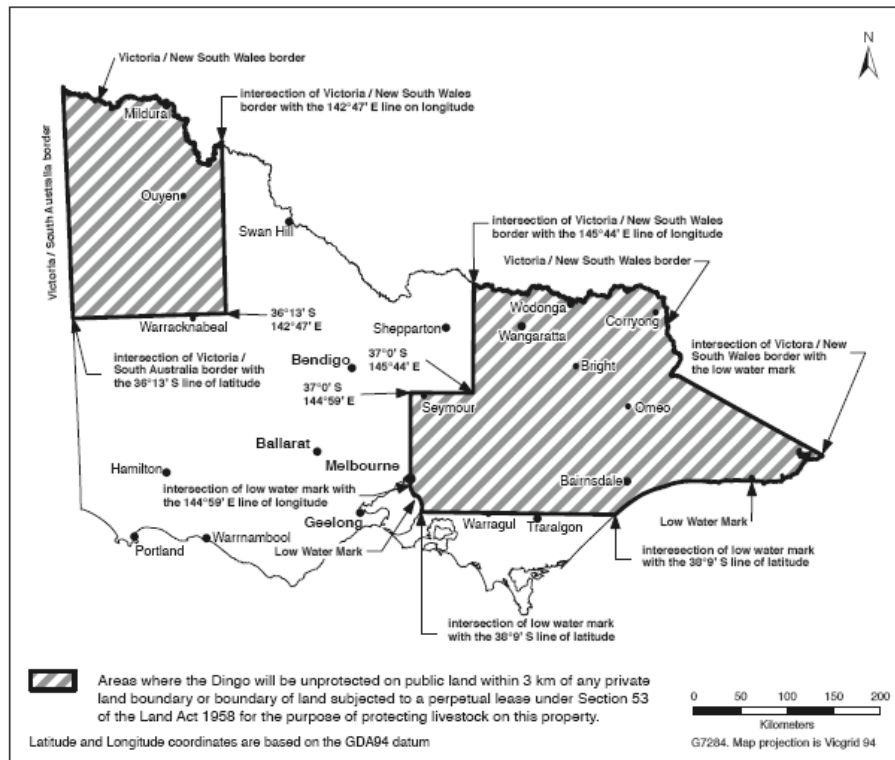 N
Victoria / New South Wales border
intersection of Victoria / New South Wales
border with the 142°47' E line on longitude
Mildura
Victoria / South Australia border
Ouyen
Swan Hill
intersection of Victoria / New South Wales
border with the 145°44' E line of longitude
Victoria / New South Wales border
36°13' S
142°47' E
Warracknabeal
Shepparton
Wodonga
Wangaratta
Corryong
intersection of Victoria /
South Australia border with
the 36°13' S line of latitude
Bendigo
37°0' S
145°44' E
37°0' S
144°59' E
Seymour
Bright
Omeo
intersection of Victora / New
South Wales border with
the low water mark
Ballarat
Melbourne
Hamilton
intersection of low water mark with
the 144°59' E line of longitude
Bairnsdale
Geelong
Low Water Mark
Warragul
Traralgon
Low Water Mark
Portland
Warrnambool
interesection of low water mark
with the 38°9' S line of latitude
intersection of low water mark
with the 38°9' S line of latitude
Areas where the Dingo will be unprotected on public land within 3 km of any private
land boundary or boundary of land subjected to a perpetual lease under Section 53
of the Land Act 1958 for the purpose of protecting livestock on this property.
0 50 100 150 200
Kilometers
Latitude and Longitude coordinates are based on the GDA94 datum
G7284. Map projection is Vicgrid 94